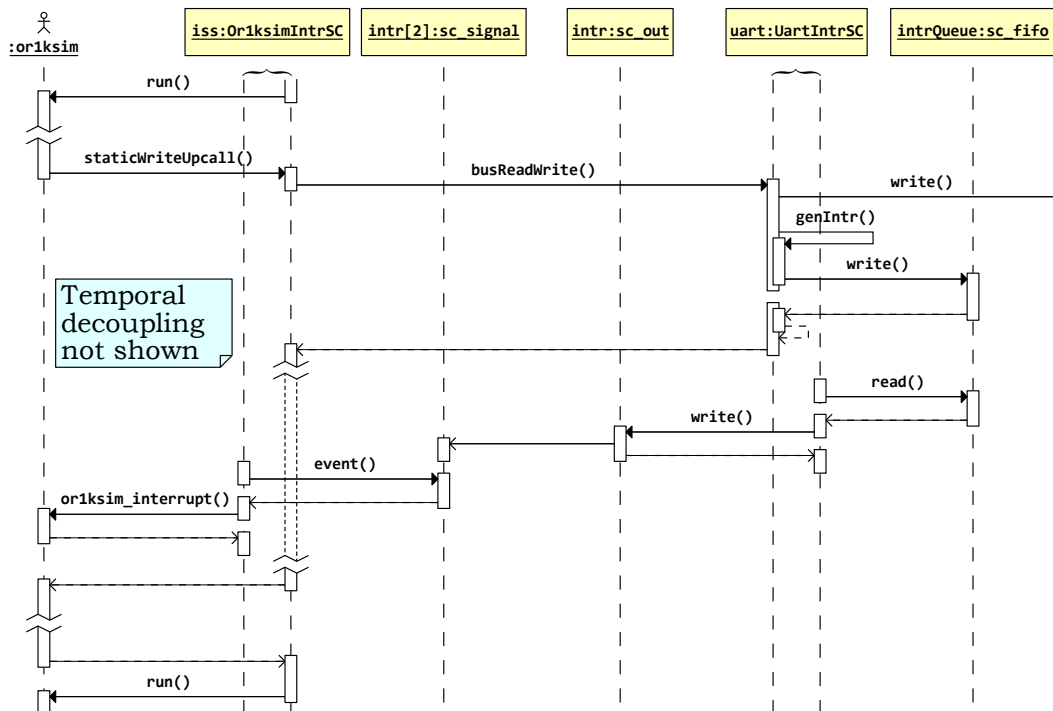 :or1ksim
iss:Or1ksimIntrSC
intr[2]:sc_signal
intr:sc_out
uart:UartIntrSC
intrQueue:sc_fifo
run()
staticWriteUpcall()
busReadWrite()
write()
genIntr()
write()
Temporal
decoupling
not shown
read()
write()
event()
or1ksim_interrupt()
run()